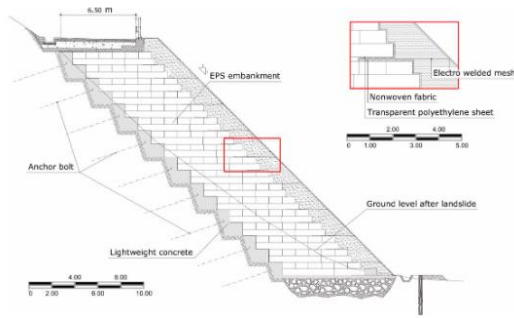 6.50 m
EPS embankment
Electro welded mesh
Nonwoven fabric
Transparent polyethylene sheet
2.00 4.00
0 1.00 3.00 5.00
Anchor bolt
Ground level after landslide
Lightweight concrete
4.00 8.00
0 2.00 6.00 10.00